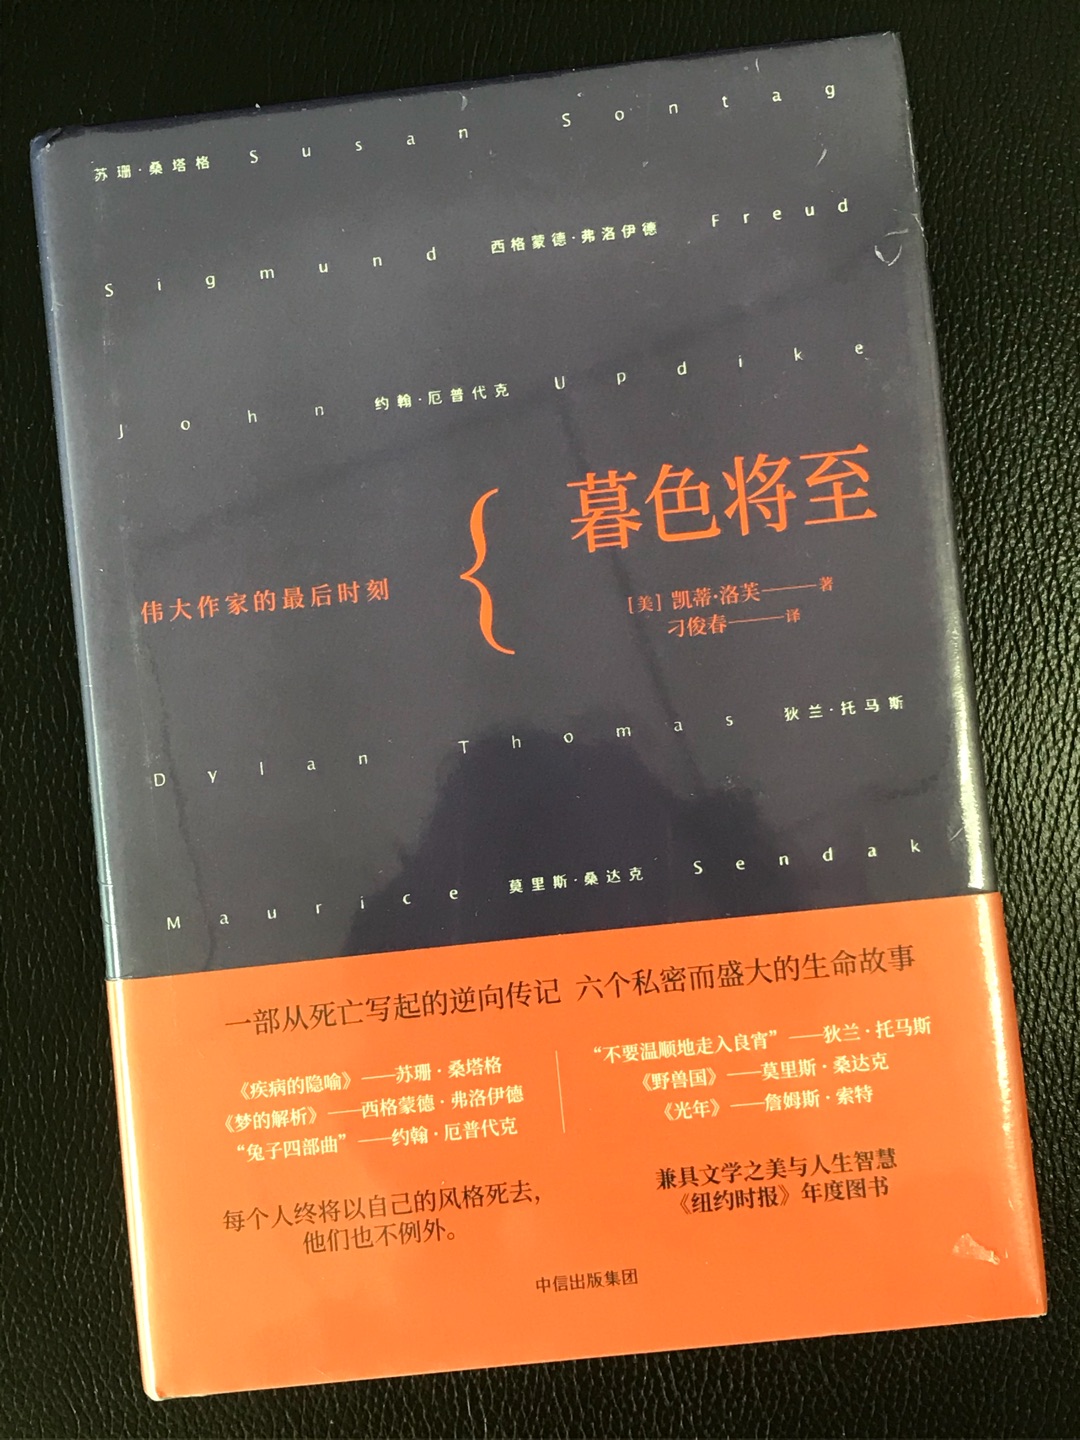 苏珊·桑塔格 Susan Sontag
Sigmund 西格蒙德·弗洛伊德 Freud
John 约翰·厄普代克 Updike
暮色将至
伟大作家的最后时刻
[美] 凯蒂·洛芙——著
刁俊春——译
Dylan Thomas 狄兰·托马斯
Maurice 莫里斯·桑达克 Sendak
一部从死亡写起的逆向传记 六个私密而盛大的生命故事
《疾病的隐喻》——苏珊·桑塔格
《梦的解析》——西格蒙德·弗洛伊德
“兔子四部曲”——约翰·厄普代克
“不要温顺地走入良宵”——狄兰·托马斯
《野兽国》——莫里斯·桑达克
《光年》——詹姆斯·索特
每个人终将以自己的风格死去，
他们也不例外。
兼具文学之美与人生智慧
《纽约时报》年度图书
中信出版集团